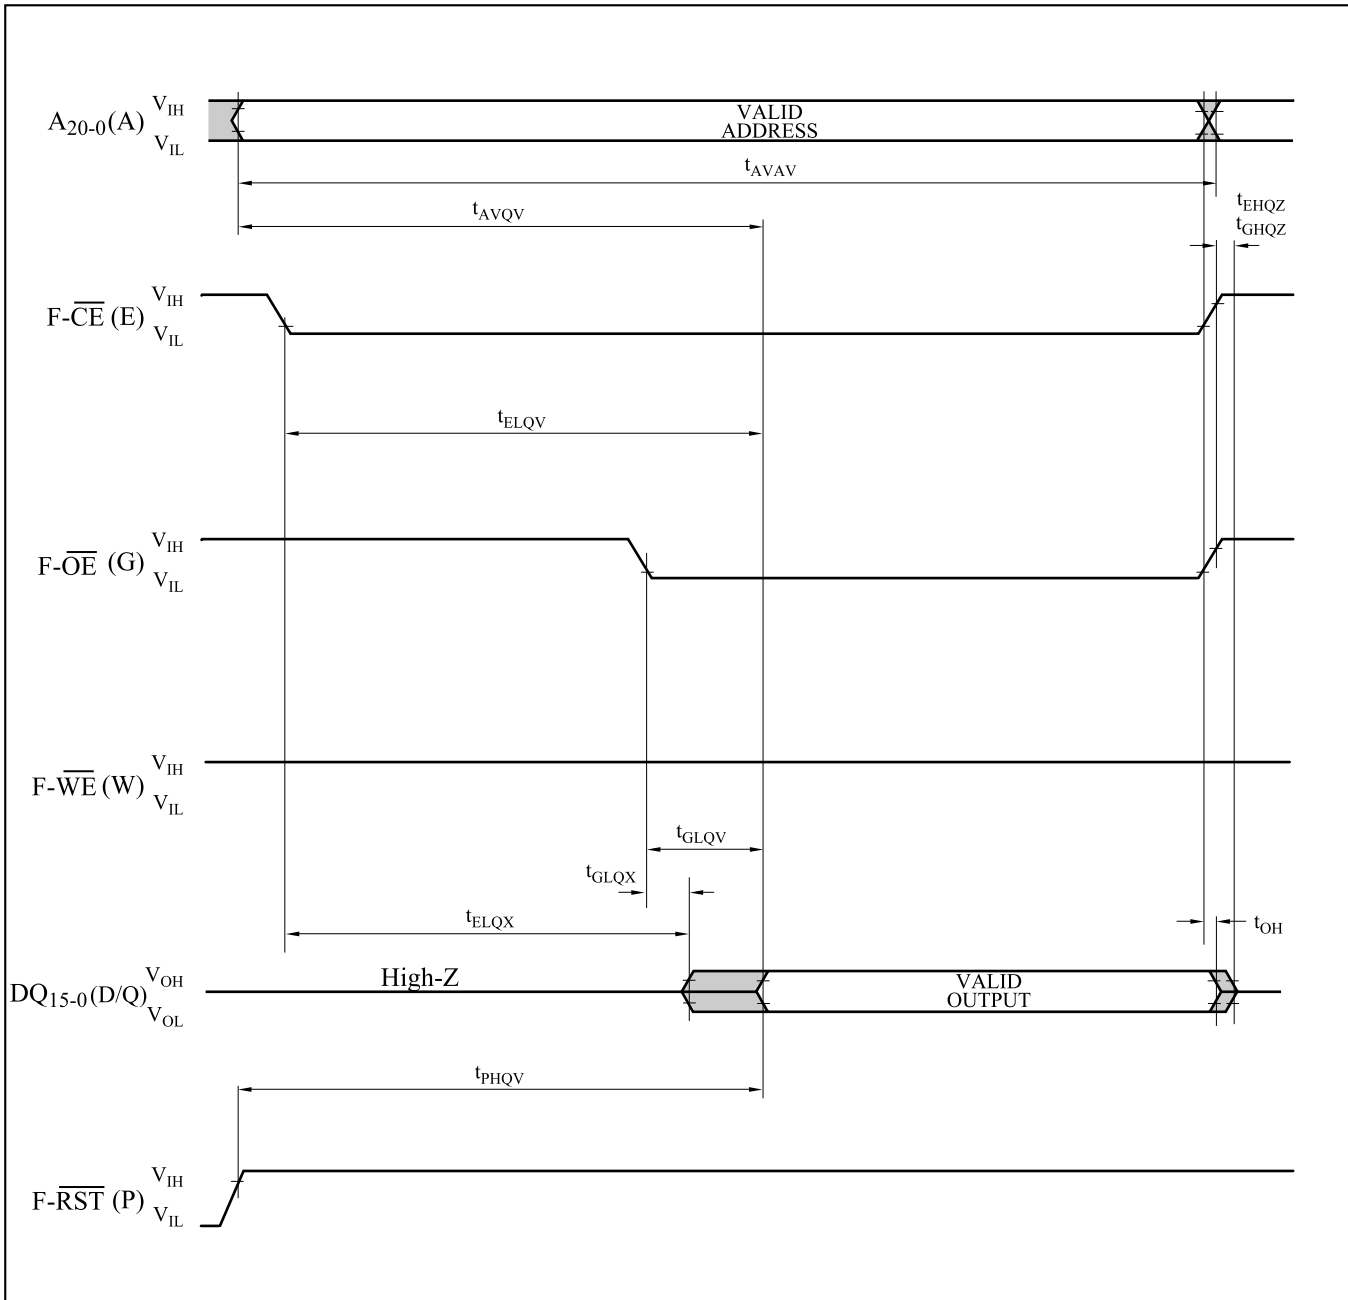 A20-0(A) VIH VIL
VALID
ADDRESS
tAVAV
tAVQV
tEHQZ
tGHQZ
F-CE (E) VIH VIL
tELQV
F-OE (G) VIH VIL
F-WE (W) VIH VIL
tGLQV
tGLQX
tELQX
tOH
DQ15-0 (D/Q) VOH VOL
High-Z
VALID
OUTPUT
tPHQV
F-RST (P) VIH VIL